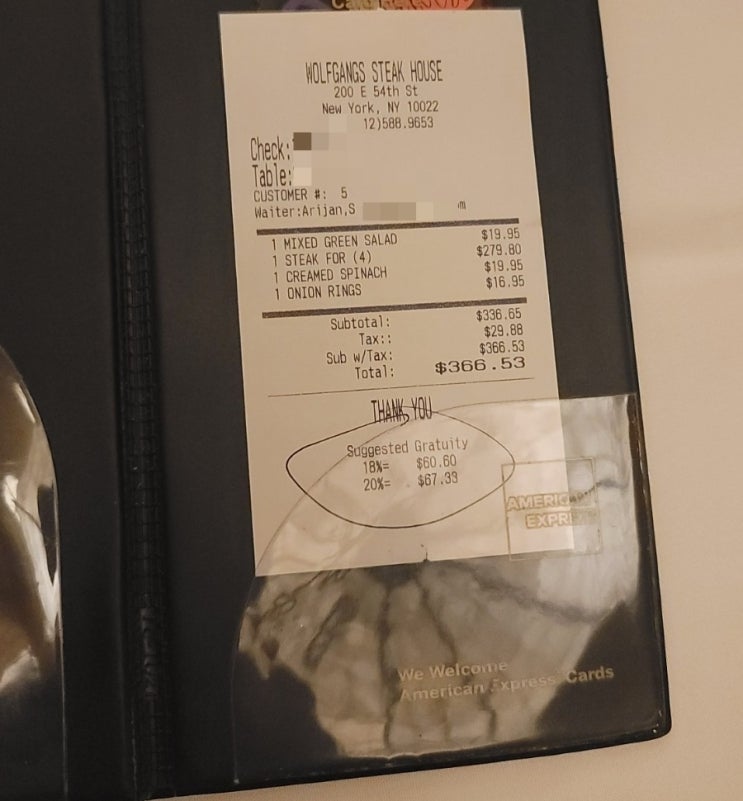 WOLFGANGS STEAK HOUSE
200 E 54th St
New York, NY 10022
12)588.9653
Check:
Table:
CUSTOMER #: 5
Waiter:Arijan,S
1 MIXED GREEN SALAD $19.95
1 STEAK FOR (4) $279.80
1 CREAMED SPINACH $19.95
1 ONION RINGS $16.95
Subtotal: $336.65
Tax:: $29.88
Sub w/Tax: $366.53
Total: $366.53
THANK YOU
Suggested Gratuity
18%= $60.60
20%= $67.33
AMERICAN
EXPRESS
We Welcome
American Express Cards